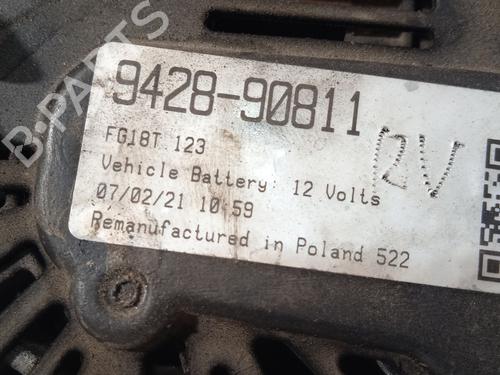 9428-90811
FG18T 123
Vehicle Battery: 12 Volts
07/02/21 10:59
Remanufactured in Poland 522
12V
B-PARTS